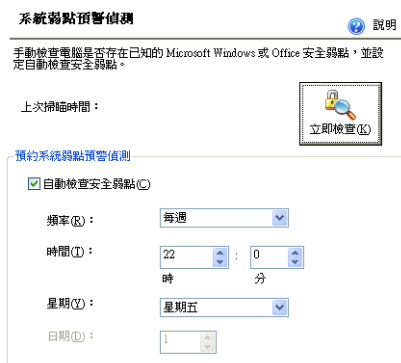 系統弱點預警偵測
說明
手動檢查電腦是否存在已知的 Microsoft Windows 或 Office 安全弱點，並設
定自動檢查安全弱點。
上次掃瞄時間：
立即檢查(K)
預約系統弱點預警偵測
自動檢查安全弱點(C)
頻率(R)：
每週
時間(T)：
22 : 0
時 分
星期(Y)：
星期五
日期(D)：
1